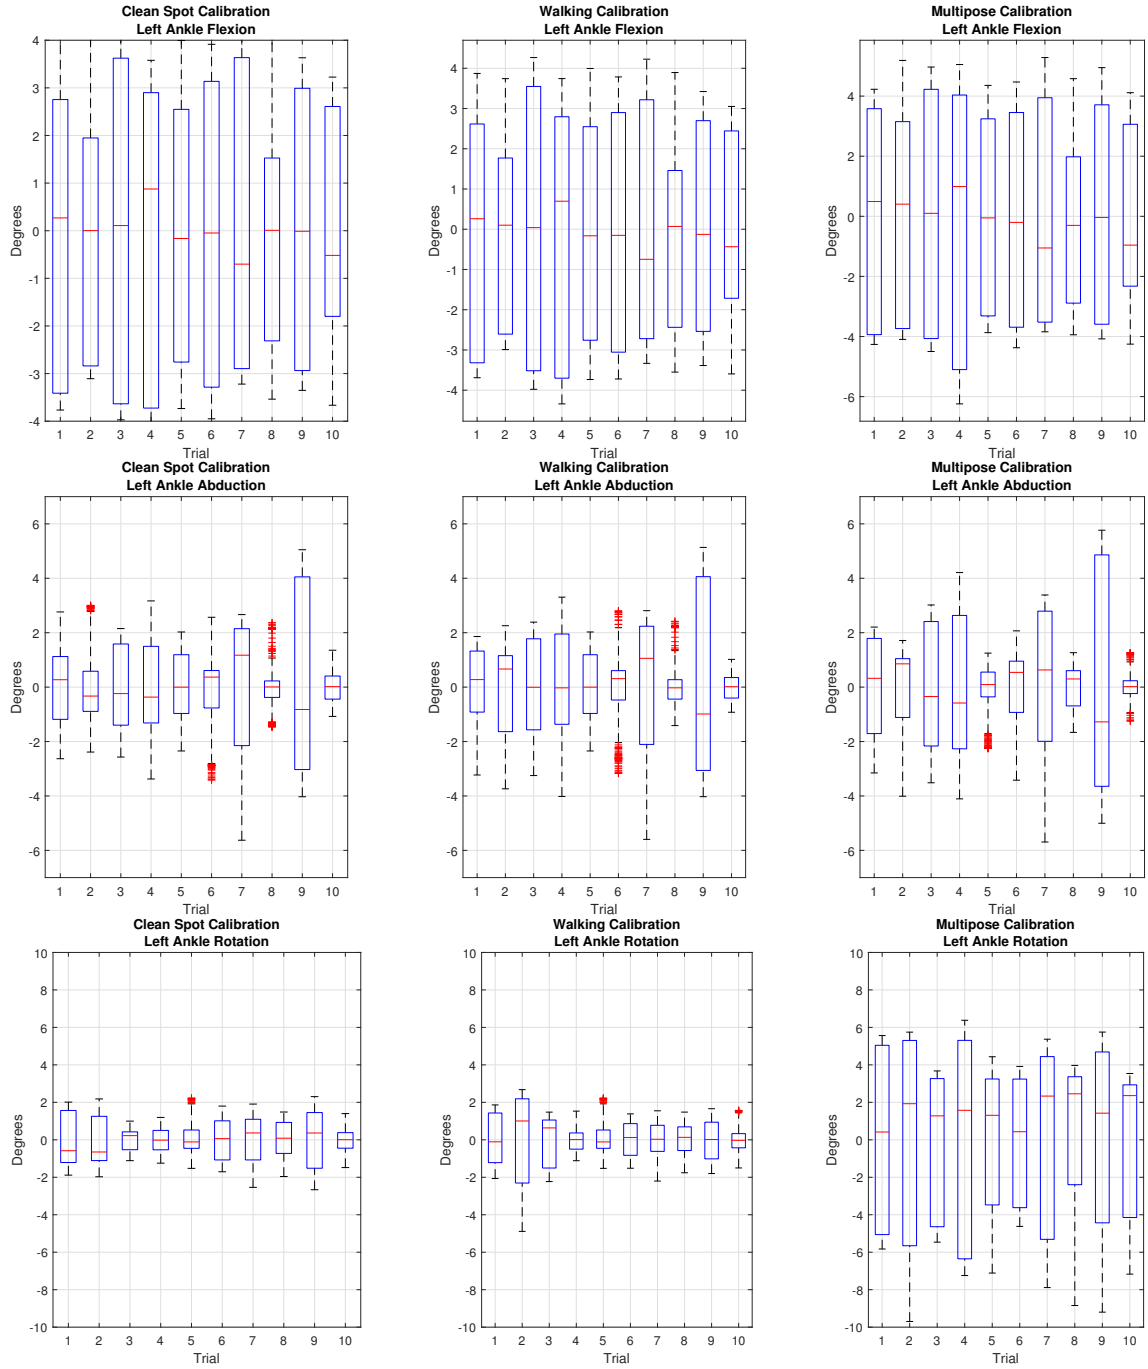 Clean Spot Calibration
Left Ankle Flexion
4
3
2
1
0
-1
-2
-3
-4
Degrees
1 2 3 4 5 6 7 8 9 10
Trial
Walking Calibration
Left Ankle Flexion
4
3
2
1
0
-1
-2
-3
-4
Degrees
1 2 3 4 5 6 7 8 9 10
Trial
Multipose Calibration
Left Ankle Flexion
4
2
0
-2
-4
-6
Degrees
1 2 3 4 5 6 7 8 9 10
Trial
Clean Spot Calibration
Left Ankle Abduction
6
4
2
0
-2
-4
-6
Degrees
1 2 3 4 5 6 7 8 9 10
Trial
Walking Calibration
Left Ankle Abduction
6
4
2
0
-2
-4
-6
Degrees
1 2 3 4 5 6 7 8 9 10
Trial
Multipose Calibration
Left Ankle Abduction
6
4
2
0
-2
-4
-6
Degrees
1 2 3 4 5 6 7 8 9 10
Trial
Clean Spot Calibration
Left Ankle Rotation
10
8
6
4
2
0
-2
-4
-6
-8
-10
Degrees
1 2 3 4 5 6 7 8 9 10
Trial
Walking Calibration
Left Ankle Rotation
10
8
6
4
2
0
-2
-4
-6
-8
-10
Degrees
1 2 3 4 5 6 7 8 9 10
Trial
Multipose Calibration
Left Ankle Rotation
10
8
6
4
2
0
-2
-4
-6
-8
-10
Degrees
1 2 3 4 5 6 7 8 9 10
Trial